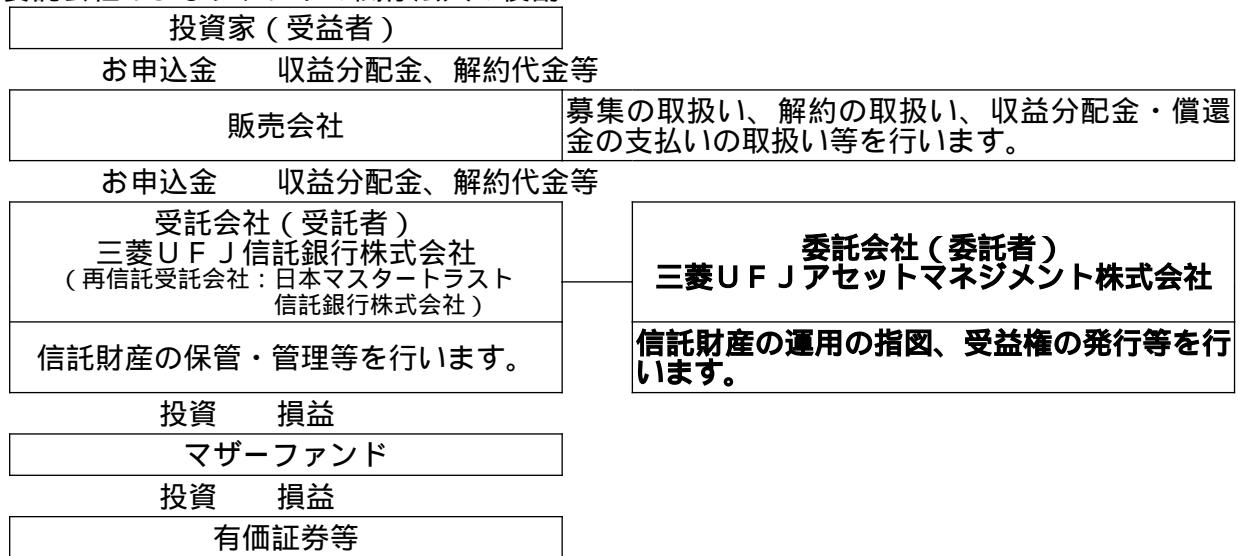 投資家（受益者）
お申込金　　収益分配金、解約代金等
販売会社
募集の取扱い、解約の取扱い、収益分配金・償還
金の支払いの取扱い等を行います。
お申込金　　収益分配金、解約代金等
受託会社（受託者）
三菱ＵＦＪ信託銀行株式会社
（再信託受託会社：日本マスタートラスト
信託銀行株式会社）
委託会社（委託者）
三菱ＵＦＪアセットマネジメント株式会社
信託財産の保管・管理等を行います。
信託財産の運用の指図、受益権の発行等を行
います。
投資　　損益
マザーファンド
投資　　損益
有価証券等